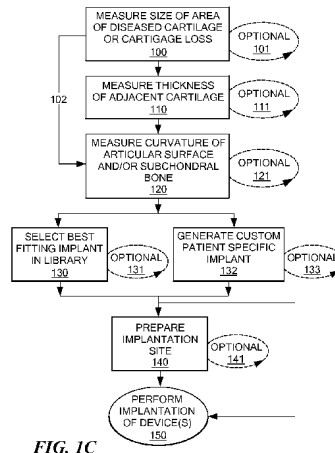 MEASURE SIZE OF AREA
OF DISEASED CARTILAGE
OR CARTIGAGE LOSS
100
OPTIONAL
101
102
MEASURE THICKNESS
OF ADJACENT CARTILAGE
110
OPTIONAL
111
MEASURE CURVATURE OF
ARTICULAR SURFACE
AND/OR SUBCHONDRAL
BONE
120
OPTIONAL
121
SELECT BEST
FITTING IMPLANT
IN LIBRARY
130
OPTIONAL
131
GENERATE CUSTOM
PATIENT SPECIFIC
IMPLANT
132
OPTIONAL
133
PREPARE
IMPLANTATION
SITE
140
OPTIONAL
141
PERFORM
IMPLANTATION
OF DEVICE(S)
150
FIG. 1C